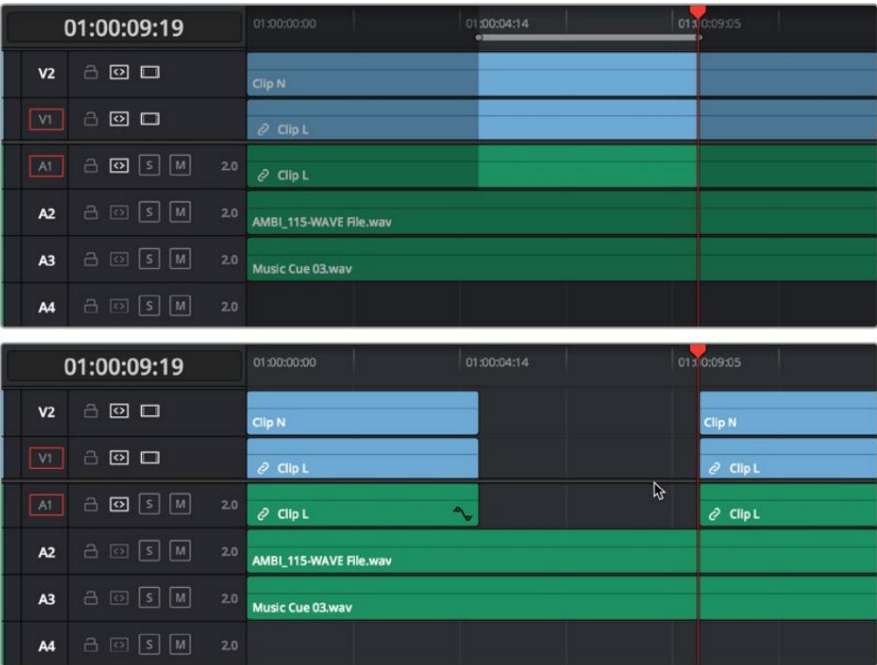 01:00:09:19 01:00:00:00 01:00:04:14 01:00:09:05
V2 Clip N
V1 Clip L
A1 S M 2.0 Clip L
A2 S M 2.0 AMBI_115-WAVE File.wav
A3 S M 2.0 Music Cue 03.wav
A4 S M 2.0
01:00:09:19 01:00:00:00 01:00:04:14 01:00:09:05
V2 Clip N Clip N
V1 Clip L Clip L
A1 S M 2.0 Clip L Clip L
A2 S M 2.0 AMBI_115-WAVE File.wav
A3 S M 2.0 Music Cue 03.wav
A4 S M 2.0